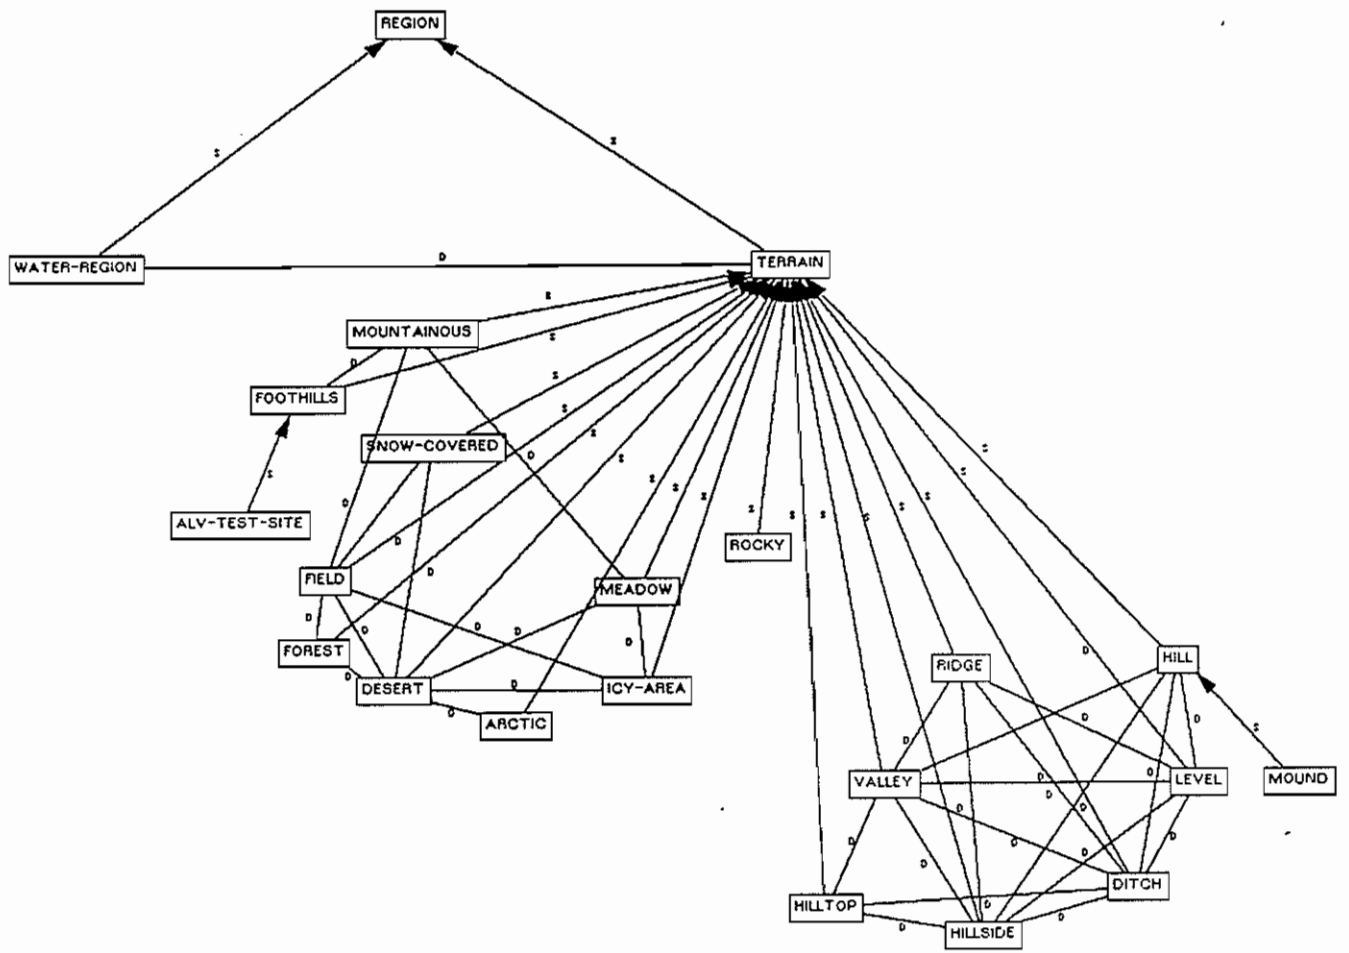 REGION
S
S
WATER-REGION
D
TERRAIN
S
MOUNTAINOUS
S
D
S
FOOTHILLS
S
SNOW-COVERED
S
S
D
S
S
S
S
S
D
ALV-TEST-SITE
S
S
S
S
S
S
S
S
D
ROCKY
D
FIELD
MEADOW
D
D
D
D
D
FOREST
D
D
DESERT
D
ICY-AREA
D
ARCTIC
RIDGE
D
HILL
D
D
S
D
VALLEY
D
D
LEVEL
MOUND
D
D
D
D
D
D
D
D
DITCH
HILLTOP
D
D
D
HILLSIDE